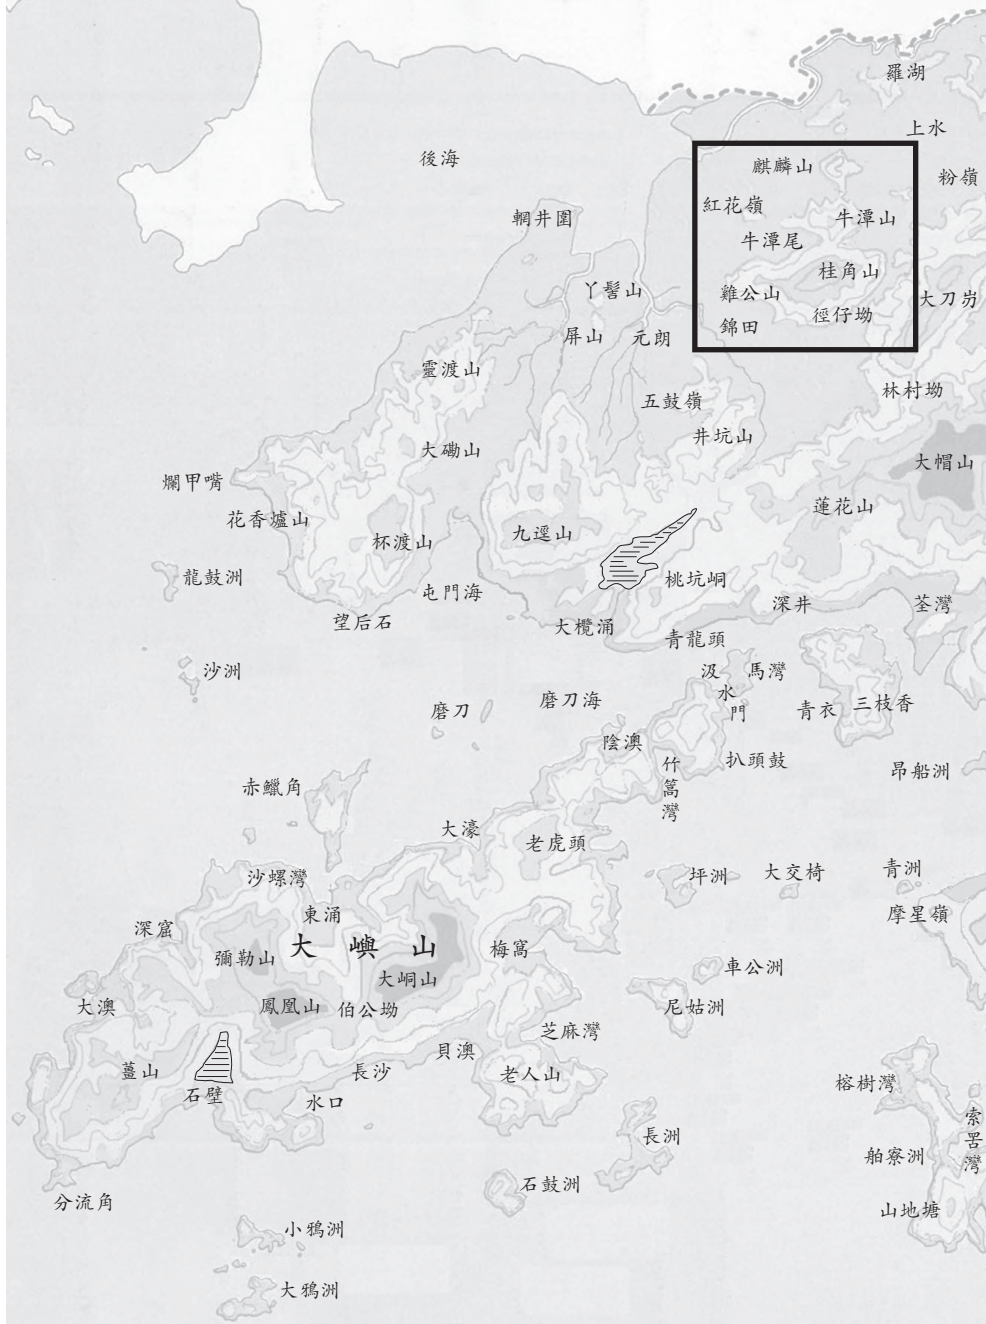 羅湖
上水
後海
麒麟山
粉嶺
紅花嶺
輞井圍
牛潭山
牛潭尾
桂角山
丫髻山
雞公山
大刀屴
徑仔坳
錦田
屏山
元朗
靈渡山
林村坳
五鼓嶺
井坑山
大磡山
大帽山
爛甲嘴
蓮花山
花香爐山
九逕山
杯渡山
龍鼓洲
桃坑峒
屯門海
深井
荃灣
望后石
大欖涌
青龍頭
沙洲
汲水門
馬灣
磨刀
磨刀海
青衣
三枝香
陰澳
竹篙灣
扒頭鼓
昂船洲
赤鱲角
大濠
老虎頭
沙螺灣
坪洲
大交椅
青洲
東涌
摩星嶺
深窟
大嶼山
彌勒山
梅窩
車公洲
大峒山
大澳
鳳凰山
伯公坳
尼姑洲
芝麻灣
貝澳
薑山
長沙
老人山
石壁
水口
榕樹灣
索罟灣
長洲
舶寮洲
石鼓洲
分流角
山地塘
小鴉洲
大鴉洲